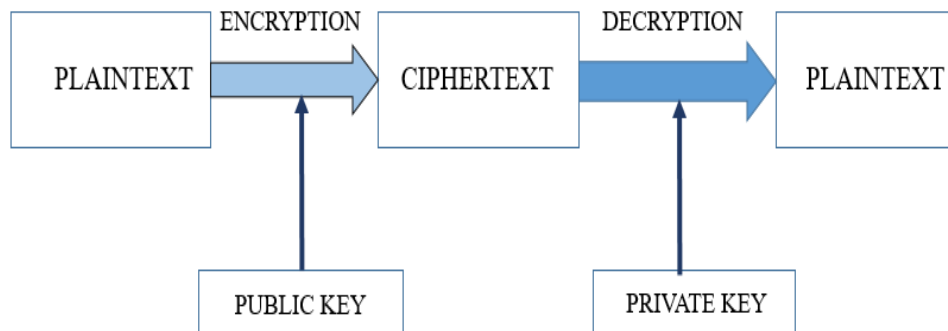 ENCRYPTION
DECRYPTION
PLAINTEXT
CIPHERTEXT
PLAINTEXT
PUBLIC KEY
PRIVATE KEY